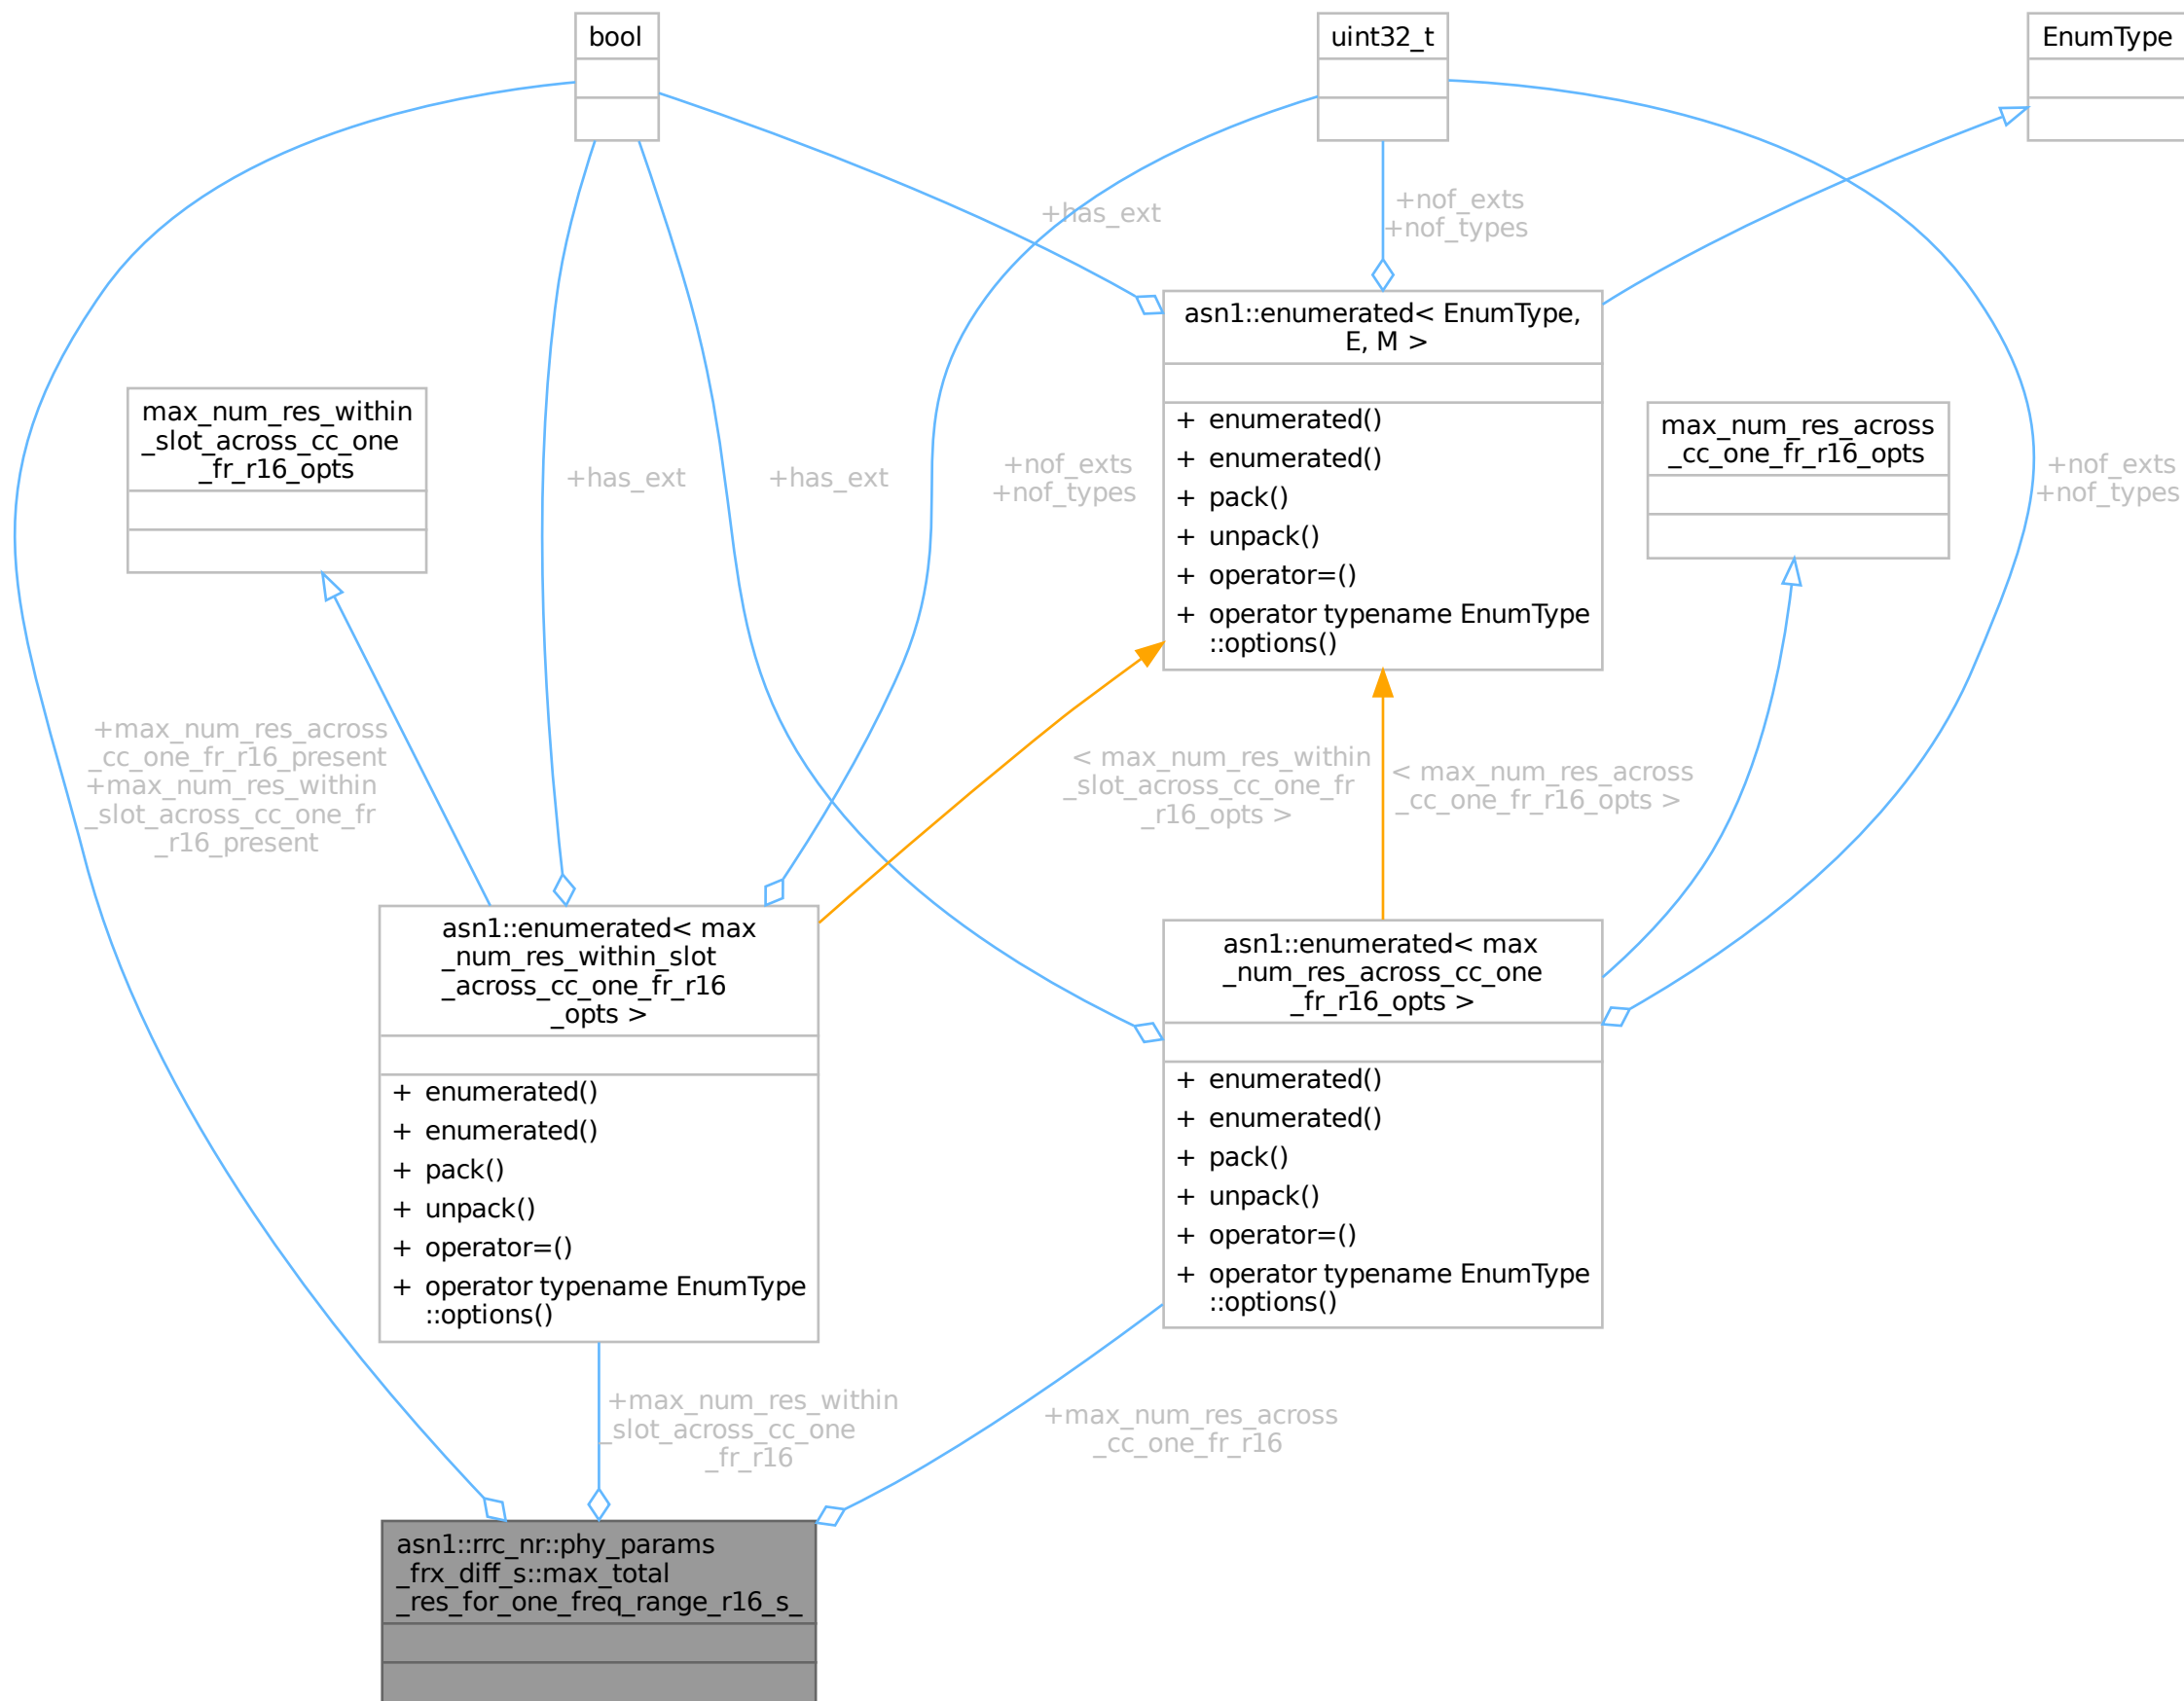 bool
uint32_t
EnumType
+has_ext
+nof_exts
+nof_types
asn1::enumerated< EnumType,
E, M >
+ enumerated()
+ enumerated()
+ pack()
+ unpack()
+ operator=()
+ operator typename EnumType
::options()
max_num_res_within
_slot_across_cc_one
_fr_r16_opts
max_num_res_across
_cc_one_fr_r16_opts
+has_ext
+has_ext
+nof_exts
+nof_types
+nof_exts
+nof_types
+max_num_res_across
_cc_one_fr_r16_present
+max_num_res_within
_slot_across_cc_one_fr
_r16_present
< max_num_res_within
_slot_across_cc_one_fr
_r16_opts >
< max_num_res_across
_cc_one_fr_r16_opts >
asn1::enumerated< max
_num_res_within_slot
_across_cc_one_fr_r16
_opts >
+ enumerated()
+ enumerated()
+ pack()
+ unpack()
+ operator=()
+ operator typename EnumType
::options()
asn1::enumerated< max
_num_res_across_cc_one
_fr_r16_opts >
+ enumerated()
+ enumerated()
+ pack()
+ unpack()
+ operator=()
+ operator typename EnumType
::options()
+max_num_res_within
_slot_across_cc_one
_fr_r16
+max_num_res_across
_cc_one_fr_r16
asn1::rrc_nr::phy_params
_frx_diff_s::max_total
_res_for_one_freq_range_r16_s_